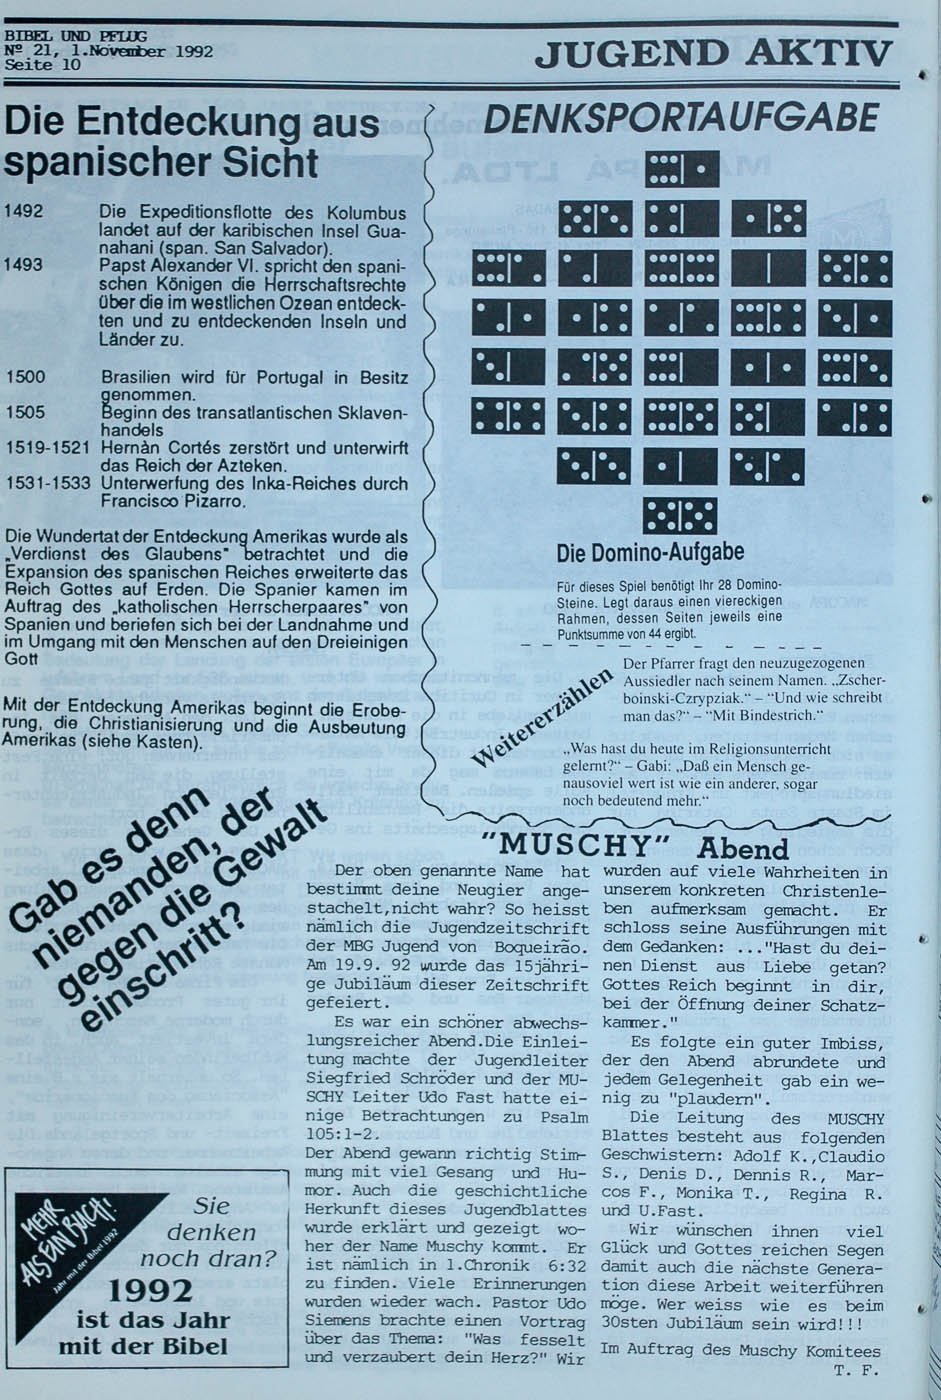 BIBEL UND PFLUG
Nº 21, 1.November 1992
Seite 10
JUGEND AKTIV
Die Entdeckung aus
spanischer Sicht
1492 Die Expeditionsflotte des Kolumbus
landet auf der karibischen Insel Gua-
nahani (span. San Salvador).
1493 Papst Alexander VI. spricht den spani-
schen Königen die Herrschaftsrechte
über die im westlichen Ozean entdeck-
ten und zu entdeckenden Inseln und
Länder zu.
1500 Brasilien wird für Portugal in Besitz
genommen.
1505 Beginn des transatlantischen Sklaven-
handels
1519-1521 Hernàn Cortés zerstört und unterwirft
das Reich der Azteken.
1531-1533 Unterwerfung des Inka-Reiches durch
Francisco Pizarro.
Die Wundertat der Entdeckung Amerikas wurde als
„Verdienst des Glaubens" betrachtet und die
Expansion des spanischen Reiches erweiterte das
Reich Gottes auf Erden. Die Spanier kamen im
Auftrag des „katholischen Herrscherpaares" von
Spanien und beriefen sich bei der Landnahme und
im Umgang mit den Menschen auf den Dreieinigen
Gott
Mit der Entdeckung Amerikas beginnt die Erobe-
rung, die Christianisierung und die Ausbeutung
Amerikas (siehe Kasten).
Gab es denn
niemanden, der
gegen die Gewalt
einschritt?
MEHR
ALS EIN BUCH!
Jahr mit der Bibel 1992
Sie
denken
noch dran?
1992
ist das Jahr
mit der Bibel
DENKSPORTAUFGABE
Die Domino-Aufgabe
Für dieses Spiel benötigt Ihr 28 Domino-
Steine. Legt daraus einen viereckigen
Rahmen, dessen Seiten jeweils eine
Punktsumme von 44 ergibt.
Weitererzählen
Der Pfarrer fragt den neuzugezogenen
Aussiedler nach seinem Namen. „Zscher-
boinski-Czrypziak.“ – “Und wie schreibt
man das?“ – “Mit Bindestrich.“
„Was hast du heute im Religionsunterricht
gelernt?“ – Gabi: „Daß ein Mensch ge-
nausoviel wert ist wie ein anderer, sogar
noch bedeutend mehr.“
"MUSCHY" Abend
Der oben genannte Name hat
bestimmt deine Neugier ange-
stachelt,nicht wahr? So heisst
nämlich die Jugendzeitschrift
der MBG Jugend von Boqueirão.
Am 19.9. 92 wurde das 15jähri-
ge Jubiläum dieser Zeitschrift
gefeiert.
Es war ein schöner abwechs-
lungsreicher Abend.Die Einlei-
tung machte der Jugendleiter
Siegfried Schröder und der MU-
SCHY Leiter Udo Fast hatte ei-
nige Betrachtungen zu Psalm
105:1-2.
Der Abend gewann richtig Stim-
mung mit viel Gesang und Hu-
mor. Auch die geschichtliche
Herkunft dieses Jugendblattes
wurde erklärt und gezeigt wo-
her der Name Muschy kommt. Er
ist nämlich in 1.Chronik 6:32
zu finden. Viele Erinnerungen
wurden wieder wach. Pastor Udo
Siemens brachte einen Vortrag
über das Thema: "Was fesselt
und verzaubert dein Herz?" Wir
wurden auf viele Wahrheiten in
unserem konkreten Christenle-
ben aufmerksam gemacht. Er
schloss seine Ausführungen mit
dem Gedanken: ..."Hast du dei-
nen Dienst aus Liebe getan?
Gottes Reich beginnt in dir,
bei der Öffnung deiner Schatz-
kammer."
Es folgte ein guter Imbiss,
der den Abend abrundete und
jedem Gelegenheit gab ein we-
nig zu "plaudern".
Die Leitung des MUSCHY
Blattes besteht aus folgenden
Geschwistern: Adolf K.,Claudio
S., Denis D., Dennis R., Mar-
cos F., Monika T., Regina R.
und U.Fast.
Wir wünschen ihnen viel
Glück und Gottes reichen Segen
damit auch die nächste Genera-
tion diese Arbeit weiterführen
möge. Wer weiss wie es beim
30sten Jubiläum sein wird!!!
Im Auftrag des Muschy Komitees
T. F.